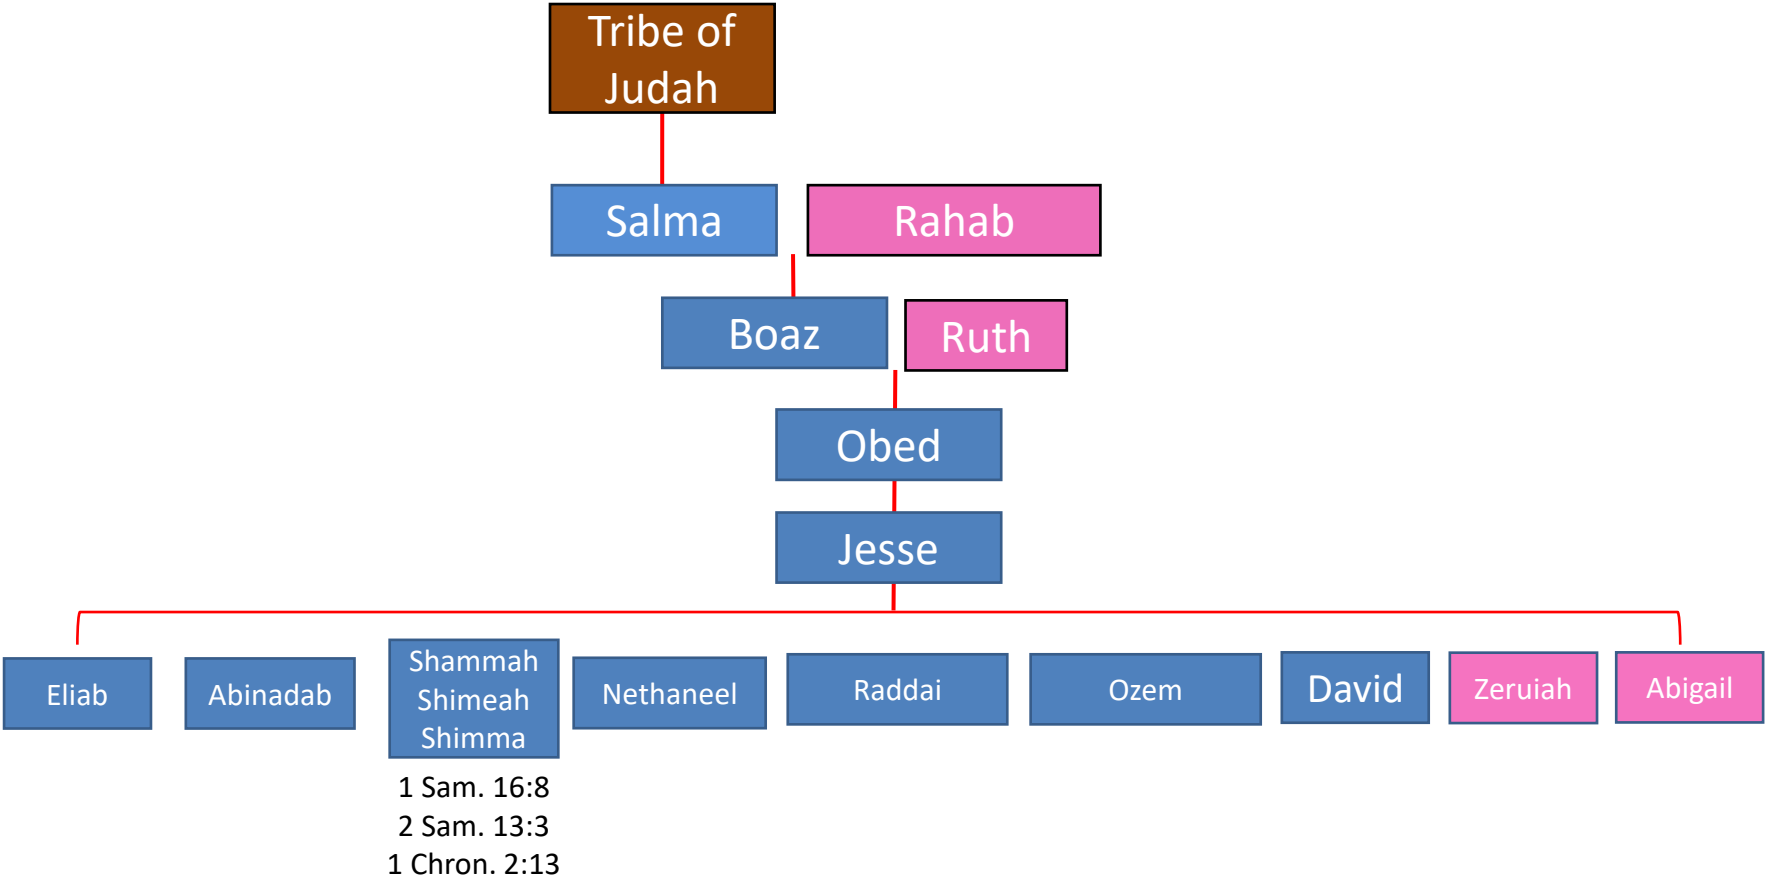 Tribe of
Judah
Salma
Rahab
Boaz
Ruth
Obed
Jesse
Eliab
Abinadab
Shammah
Shimeah
Shimma
Nethaneel
Raddai
Ozem
David
Zeruiah
Abigail
1 Sam. 16:8
2 Sam. 13:3
1 Chron. 2:13